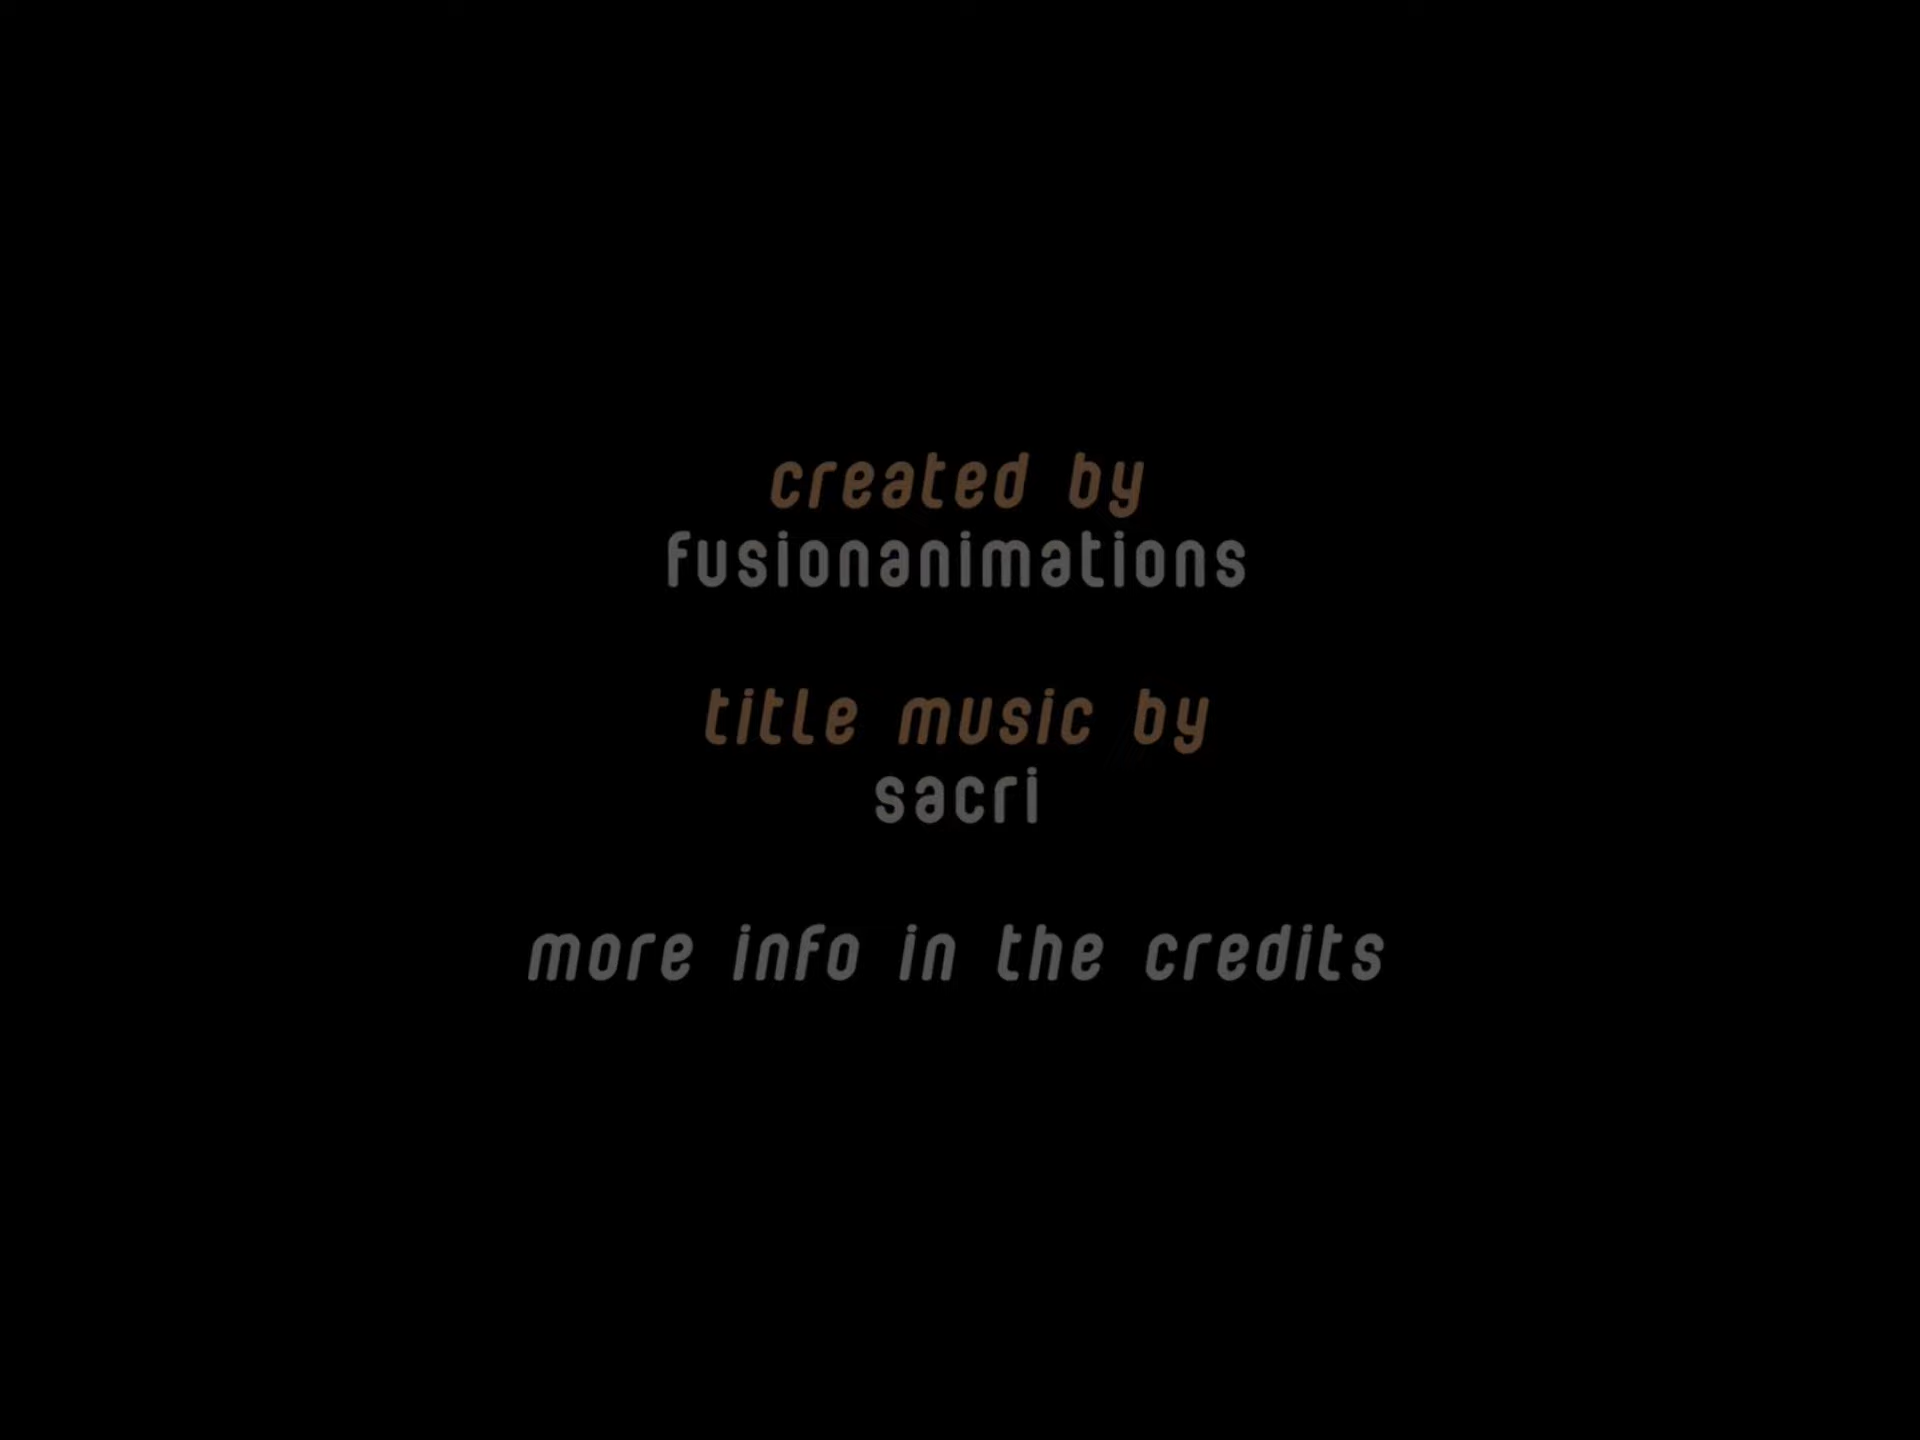 created by
fusionanimations
title music by
sacri
more info in the credits